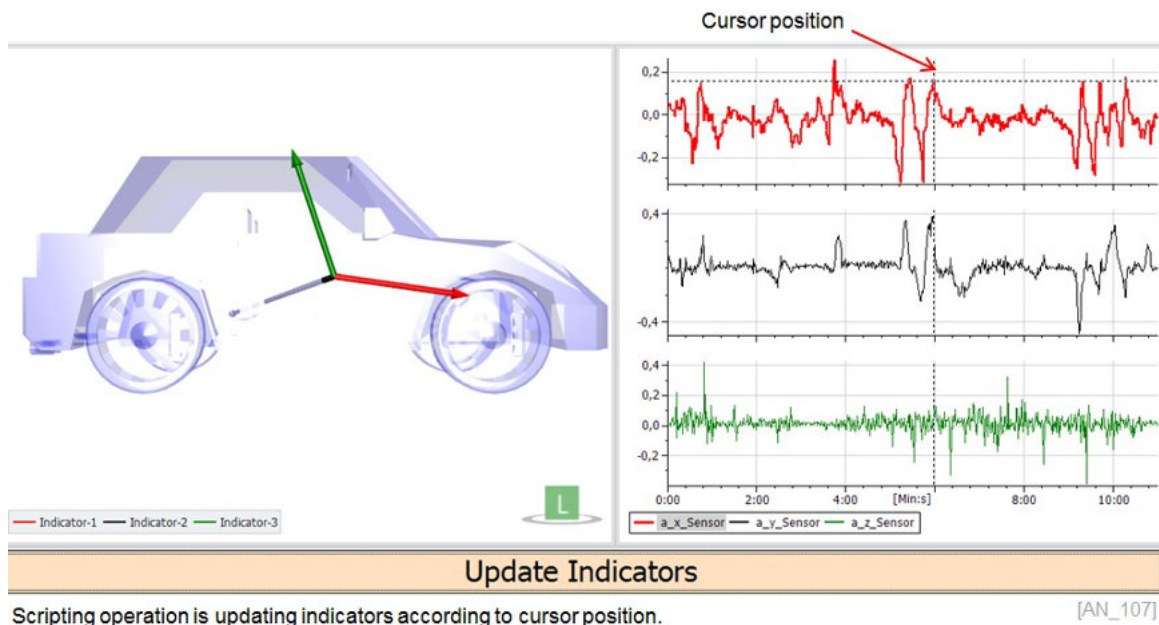 Cursor position
0,2
0,0
-0,2
0,4
0,0
-0,4
0,4
0,2
0,0
-0,2
0:00 2:00 4:00 [Min:s] 8:00 10:00
L
Indicator-1 Indicator-2 Indicator-3
a_x_Sensor a_y_Sensor a_z_Sensor
Update Indicators
Scripting operation is updating indicators according to cursor position.
[AN_107]